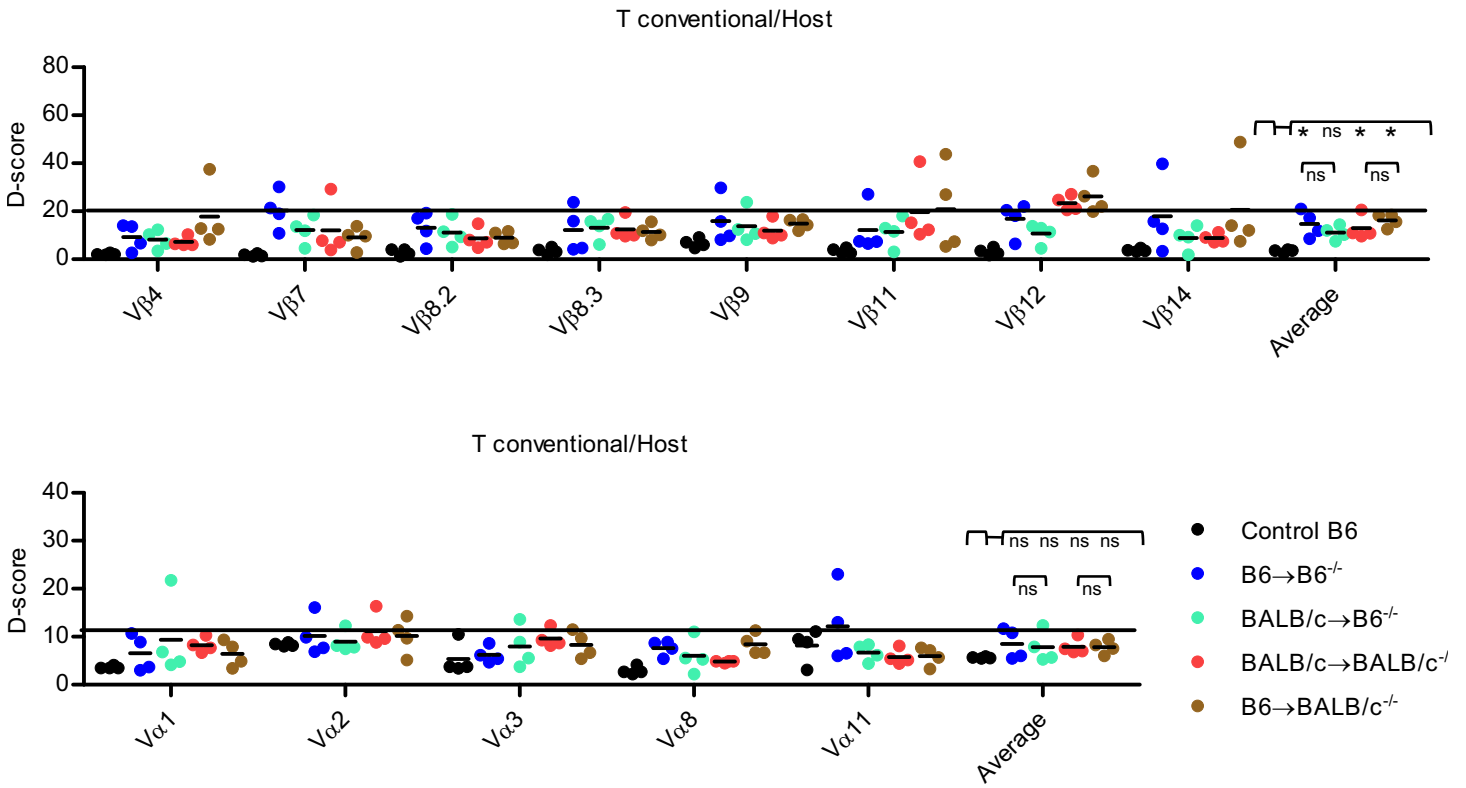 T conventional/Host
D-score
80
60
40
20
0
* ns * *
ns ns
Vβ4 Vβ7 Vβ8.2 Vβ8.3 Vβ9 Vβ11 Vβ12 Vβ14 Average
T conventional/Host
D-score
40
30
20
10
0
ns ns ns ns
ns ns
Vα1 Vα2 Vα3 Vα8 Vα11 Average
Control B6
B6→B6-/-
BALB/c→B6-/-
BALB/c→BALB/c-/
B6→BALB/c-/-